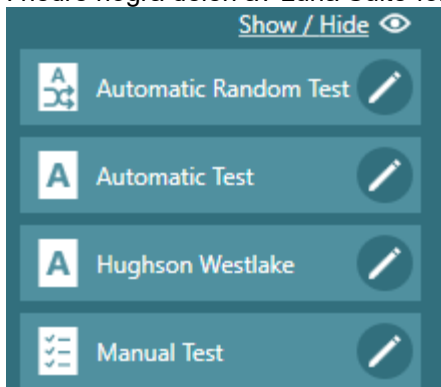 Show / Hide
A
Automatic Random Test
A
Automatic Test
A
Hughson Westlake
Manual Test